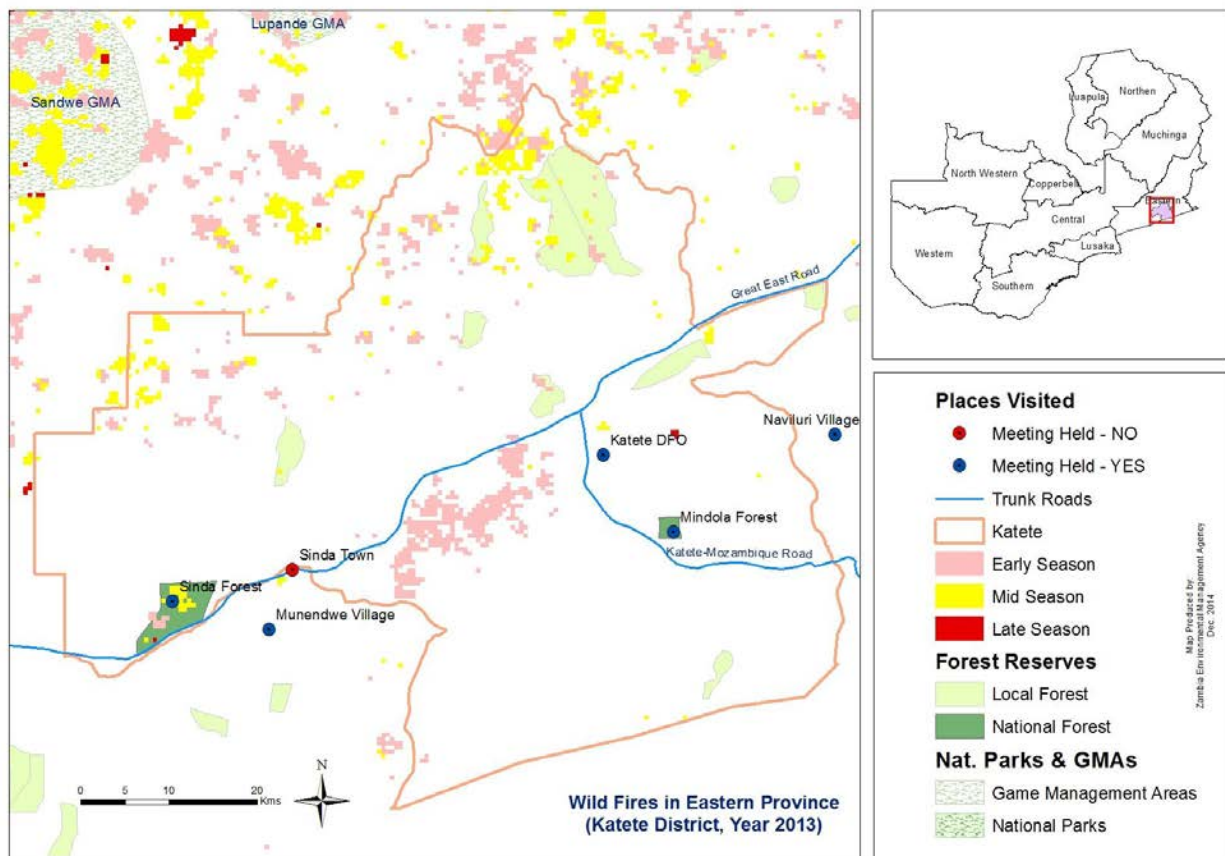 Lupande GMA
Sandwe GMA
Great East Road
Naviluri Village
Katete DFO
Mindola Forest
Katete-Mozambique Road
Sinda Town
Sinda Forest
Munendwe Village
N
0 5 10 20
Kms
Wild Fires in Eastern Province
(Katete District, Year 2013)
Luapula
Northen
Muchinga
North Western
Copperbelt
Eastern
Central
Lusaka
Western
Southern
Places Visited
Meeting Held - NO
Meeting Held - YES
Trunk Roads
Katete
Early Season
Mid Season
Late Season
Forest Reserves
Local Forest
National Forest
Nat. Parks & GMAs
Game Management Areas
National Parks
Map Produced by
Zambia Environmental Management Agency
Dec. 2014